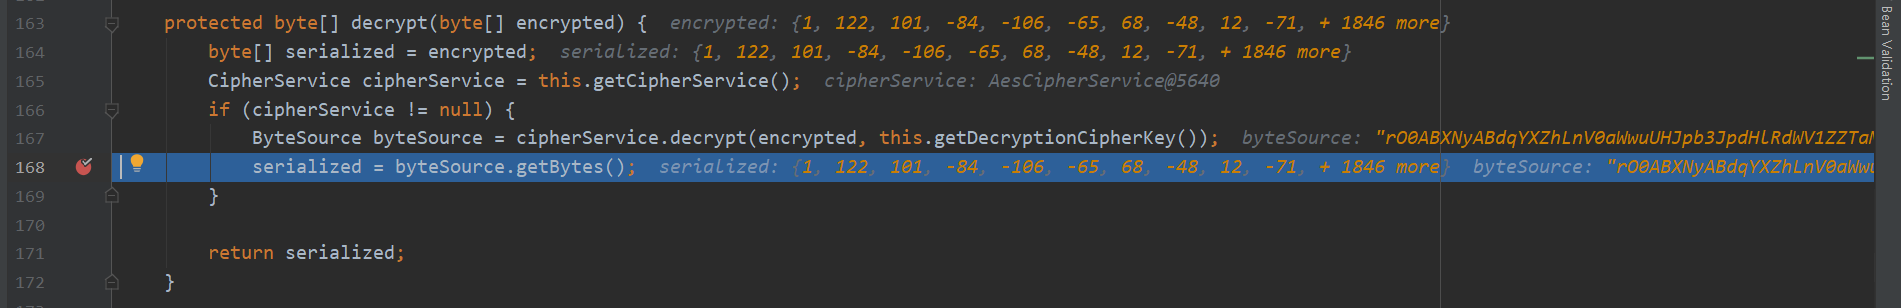 163 protected byte[] decrypt(byte[] encrypted) { encrypted: {1, 122, 101, -84, -106, -65, 68, -48, 12, -71, + 1846 more}
164 byte[] serialized = encrypted; serialized: {1, 122, 101, -84, -106, -65, 68, -48, 12, -71, + 1846 more}
165 CipherService cipherService = this.getCipherService(); cipherService: AesCipherService@5640
166 if (cipherService != null) {
167 ByteSource byteSource = cipherService.decrypt(encrypted, this.getDecryptionCipherKey()); byteSource: "rO0ABXNyABdqYXZhLnV0aWwuUHJpb3JpdHlRdWV1ZZTaN
168 serialized = byteSource.getBytes(); serialized: {1, 122, 101, -84, -106, -65, 68, -48, 12, -71, + 1846 more} byteSource: "rO0ABXNyABdqYXZhLnV0aWwu
169 }
170
171 return serialized;
172 }
Bean Validation